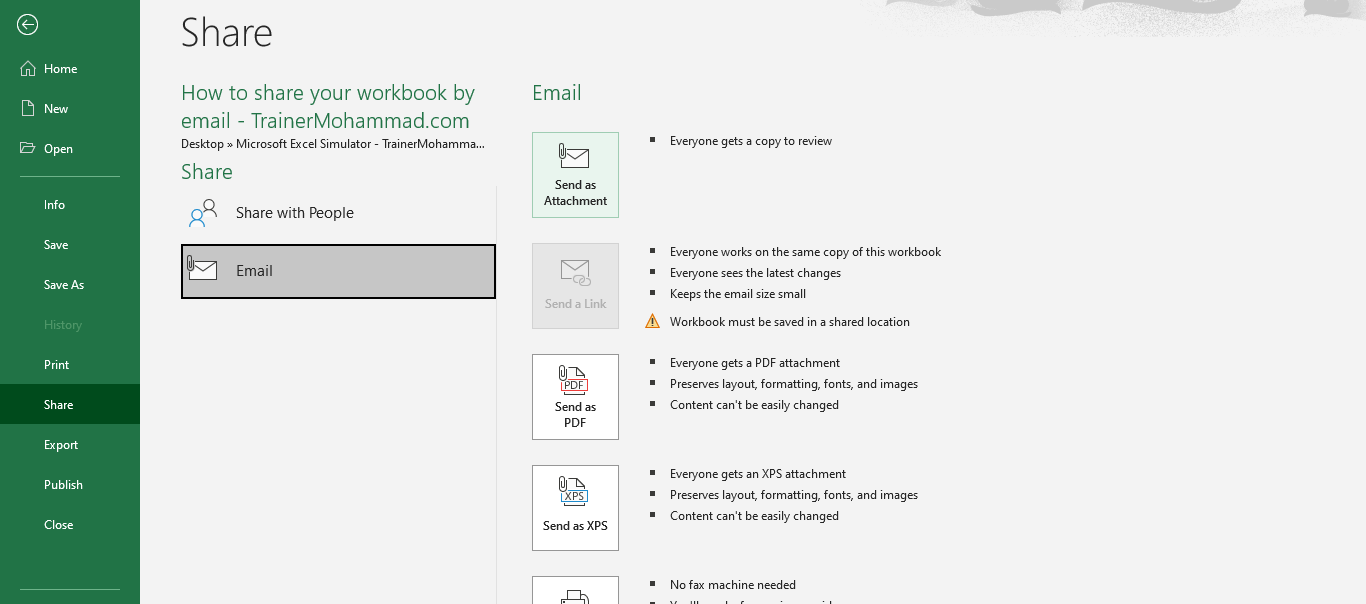 Share
Home
New
Open
Info
Save
Save As
History
Print
Share
Export
Publish
Close
How to share your workbook by
email - TrainerMohammad.com
Desktop » Microsoft Excel Simulator - TrainerMohamma...
Share
Share with People
Email
Email
Send as
Attachment
Everyone gets a copy to review
Send a Link
Everyone works on the same copy of this workbook
Everyone sees the latest changes
Keeps the email size small
Workbook must be saved in a shared location
PDF
Send as
PDF
Everyone gets a PDF attachment
Preserves layout, formatting, fonts, and images
Content can't be easily changed
XPS
Send as XPS
Everyone gets an XPS attachment
Preserves layout, formatting, fonts, and images
Content can't be easily changed
No fax machine needed